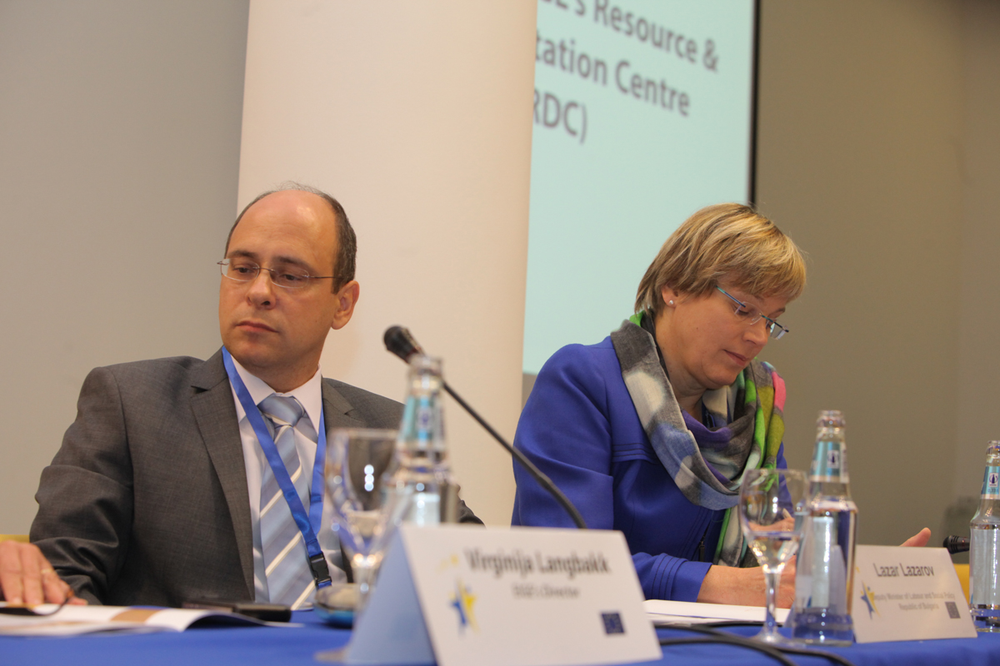 's Resource &
tation Centre
RDC)
Virginija Langbakk
EIGE's Director
Lazar Lazarov
Deputy Minister of Labour and Social Policy
Republic of Bulgaria